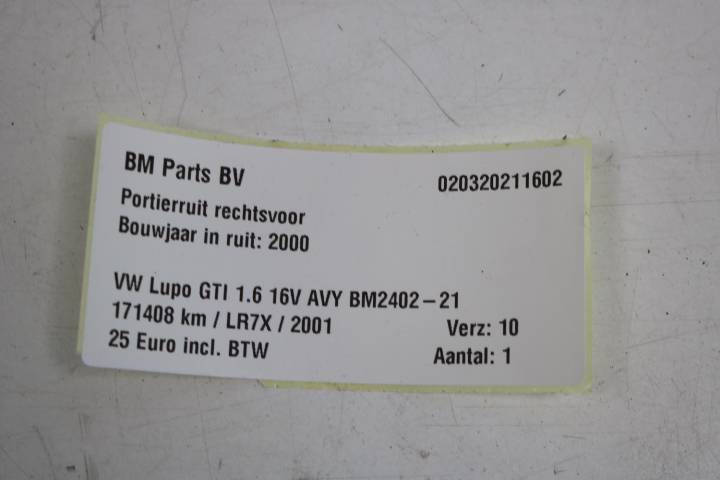 BM Parts BV
020320211602
Portierruit rechtsvoor
Bouwjaar in ruit: 2000
VW Lupo GTI 1.6 16V AVY BM2402-21
171408 km / LR7X / 2001
Verz: 10
25 Euro incl. BTW
Aantal: 1